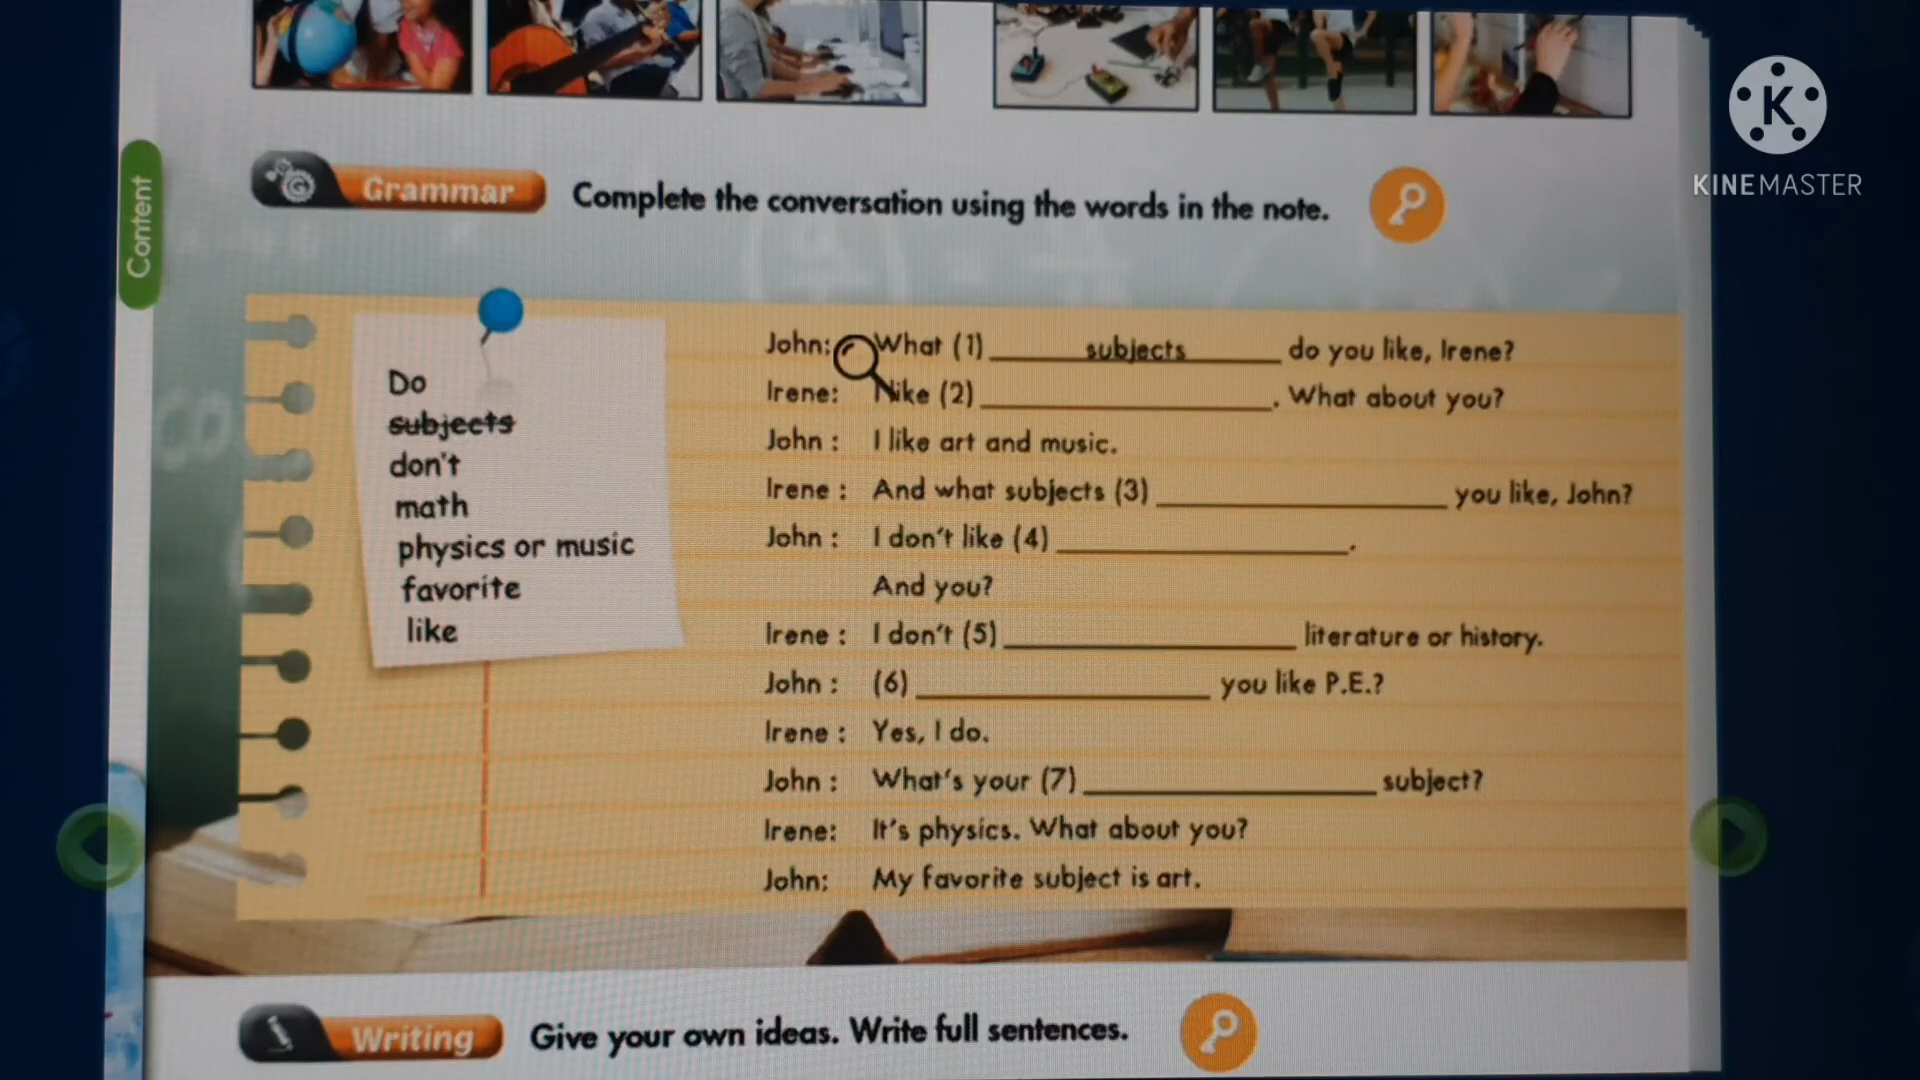 KINEMASTER
Content
Grammar Complete the conversation using the words in the note.
Do
subjects
don't
math
physics or music
favorite
like
John: What (1) subjects do you like, Irene?
Irene: like (2) . What about you?
John : I like art and music.
Irene : And what subjects (3) you like, John?
John : I don't like (4) .
And you?
Irene : I don't (5) literature or history.
John : (6) you like P.E.?
Irene : Yes, I do.
John : What's your (7) subject?
Irene: It's physics. What about you?
John: My favorite subject is art.
Writing Give your own ideas. Write full sentences.